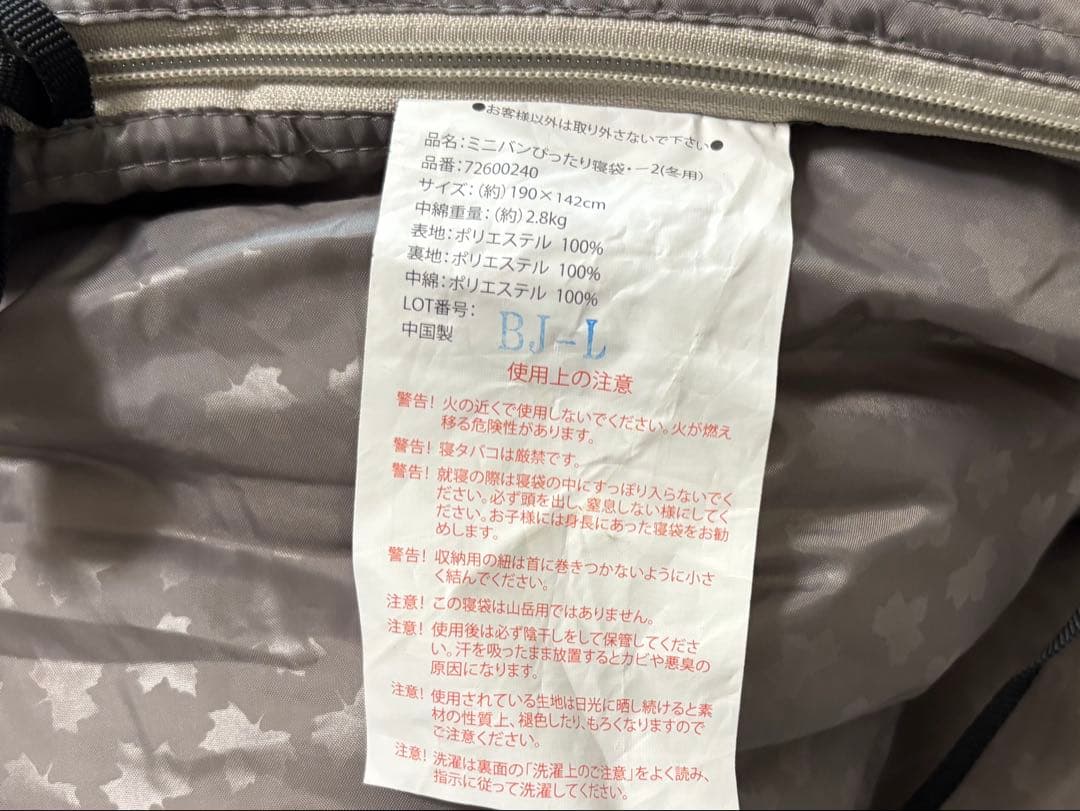 ●お客様以外は取り外さないで下さい●
品名:ミニバンぴったり寝袋・−2(冬用)
品番:72600240
サイズ:(約)190×142cm
中綿重量:(約)2.8kg
表地:ポリエステル 100%
裏地:ポリエステル 100%
中綿:ポリエステル 100%
LOT番号:
BJ-L
中国製
使用上の注意
警告! 火の近くで使用しないでください。火が燃え
移る危険性があります。
警告! 寝タバコは厳禁です。
警告! 就寝の際は寝袋の中にすっぽり入らないでく
ださい。必ず頭を出し、窒息しない様にしてく
ださい。お子様には身長にあった寝袋をお勧
めします。
警告! 収納用の紐は首に巻きつかないように小さ
く結んでください。
注意! この寝袋は山岳用ではありません。
注意! 使用後は必ず陰干しをして保管してくださ
い。汗を吸ったまま放置するとカビや悪臭の
原因になります。
注意! 使用されている生地は日光に晒し続けると素
材の性質上、褪色したり、もろくなりますので
ご注意ください。
注意! 洗濯は裏面の「洗濯上のご注意」をよく読み、
指示に従って洗濯してください。